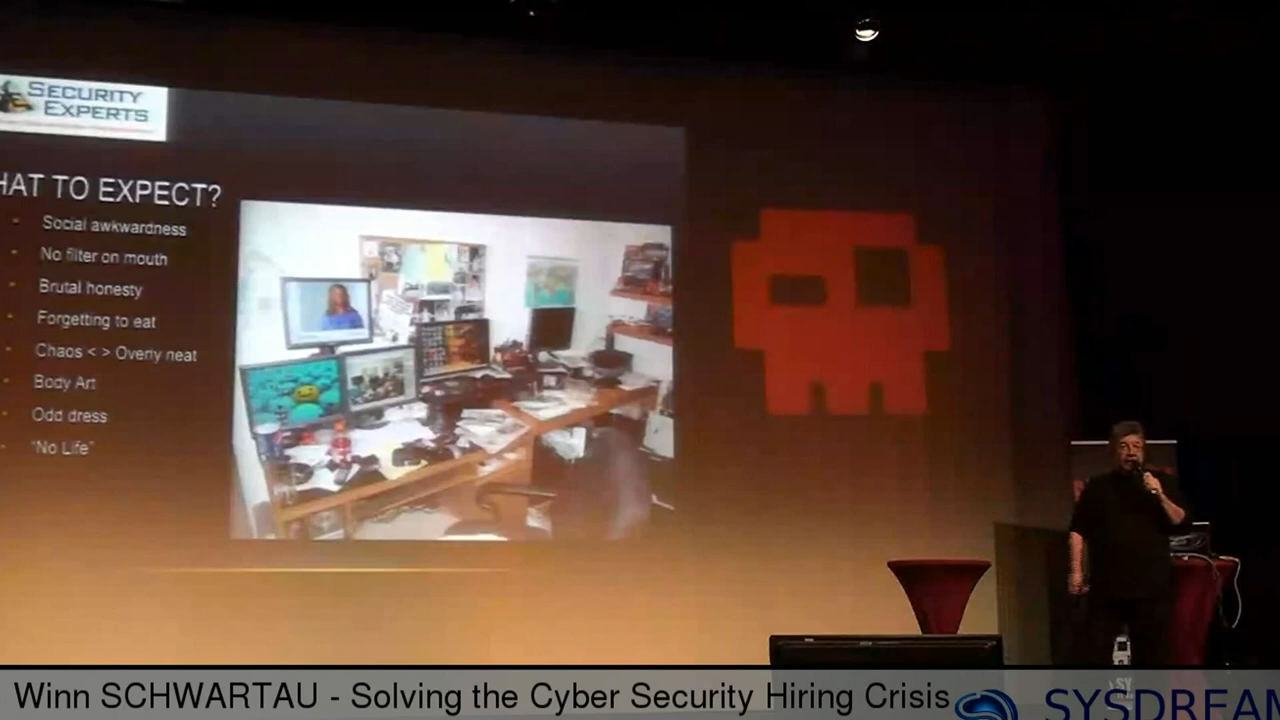 SECURITY
EXPERTS
HAT TO EXPECT?
Social awkwardness
No filter on mouth
Brutal honesty
Forgetting to eat
Chaos < > Overly neat
Body Art
Odd dress
"No Life"
Winn SCHWARTAU - Solving the Cyber Security Hiring Crisis
SYSDREAM